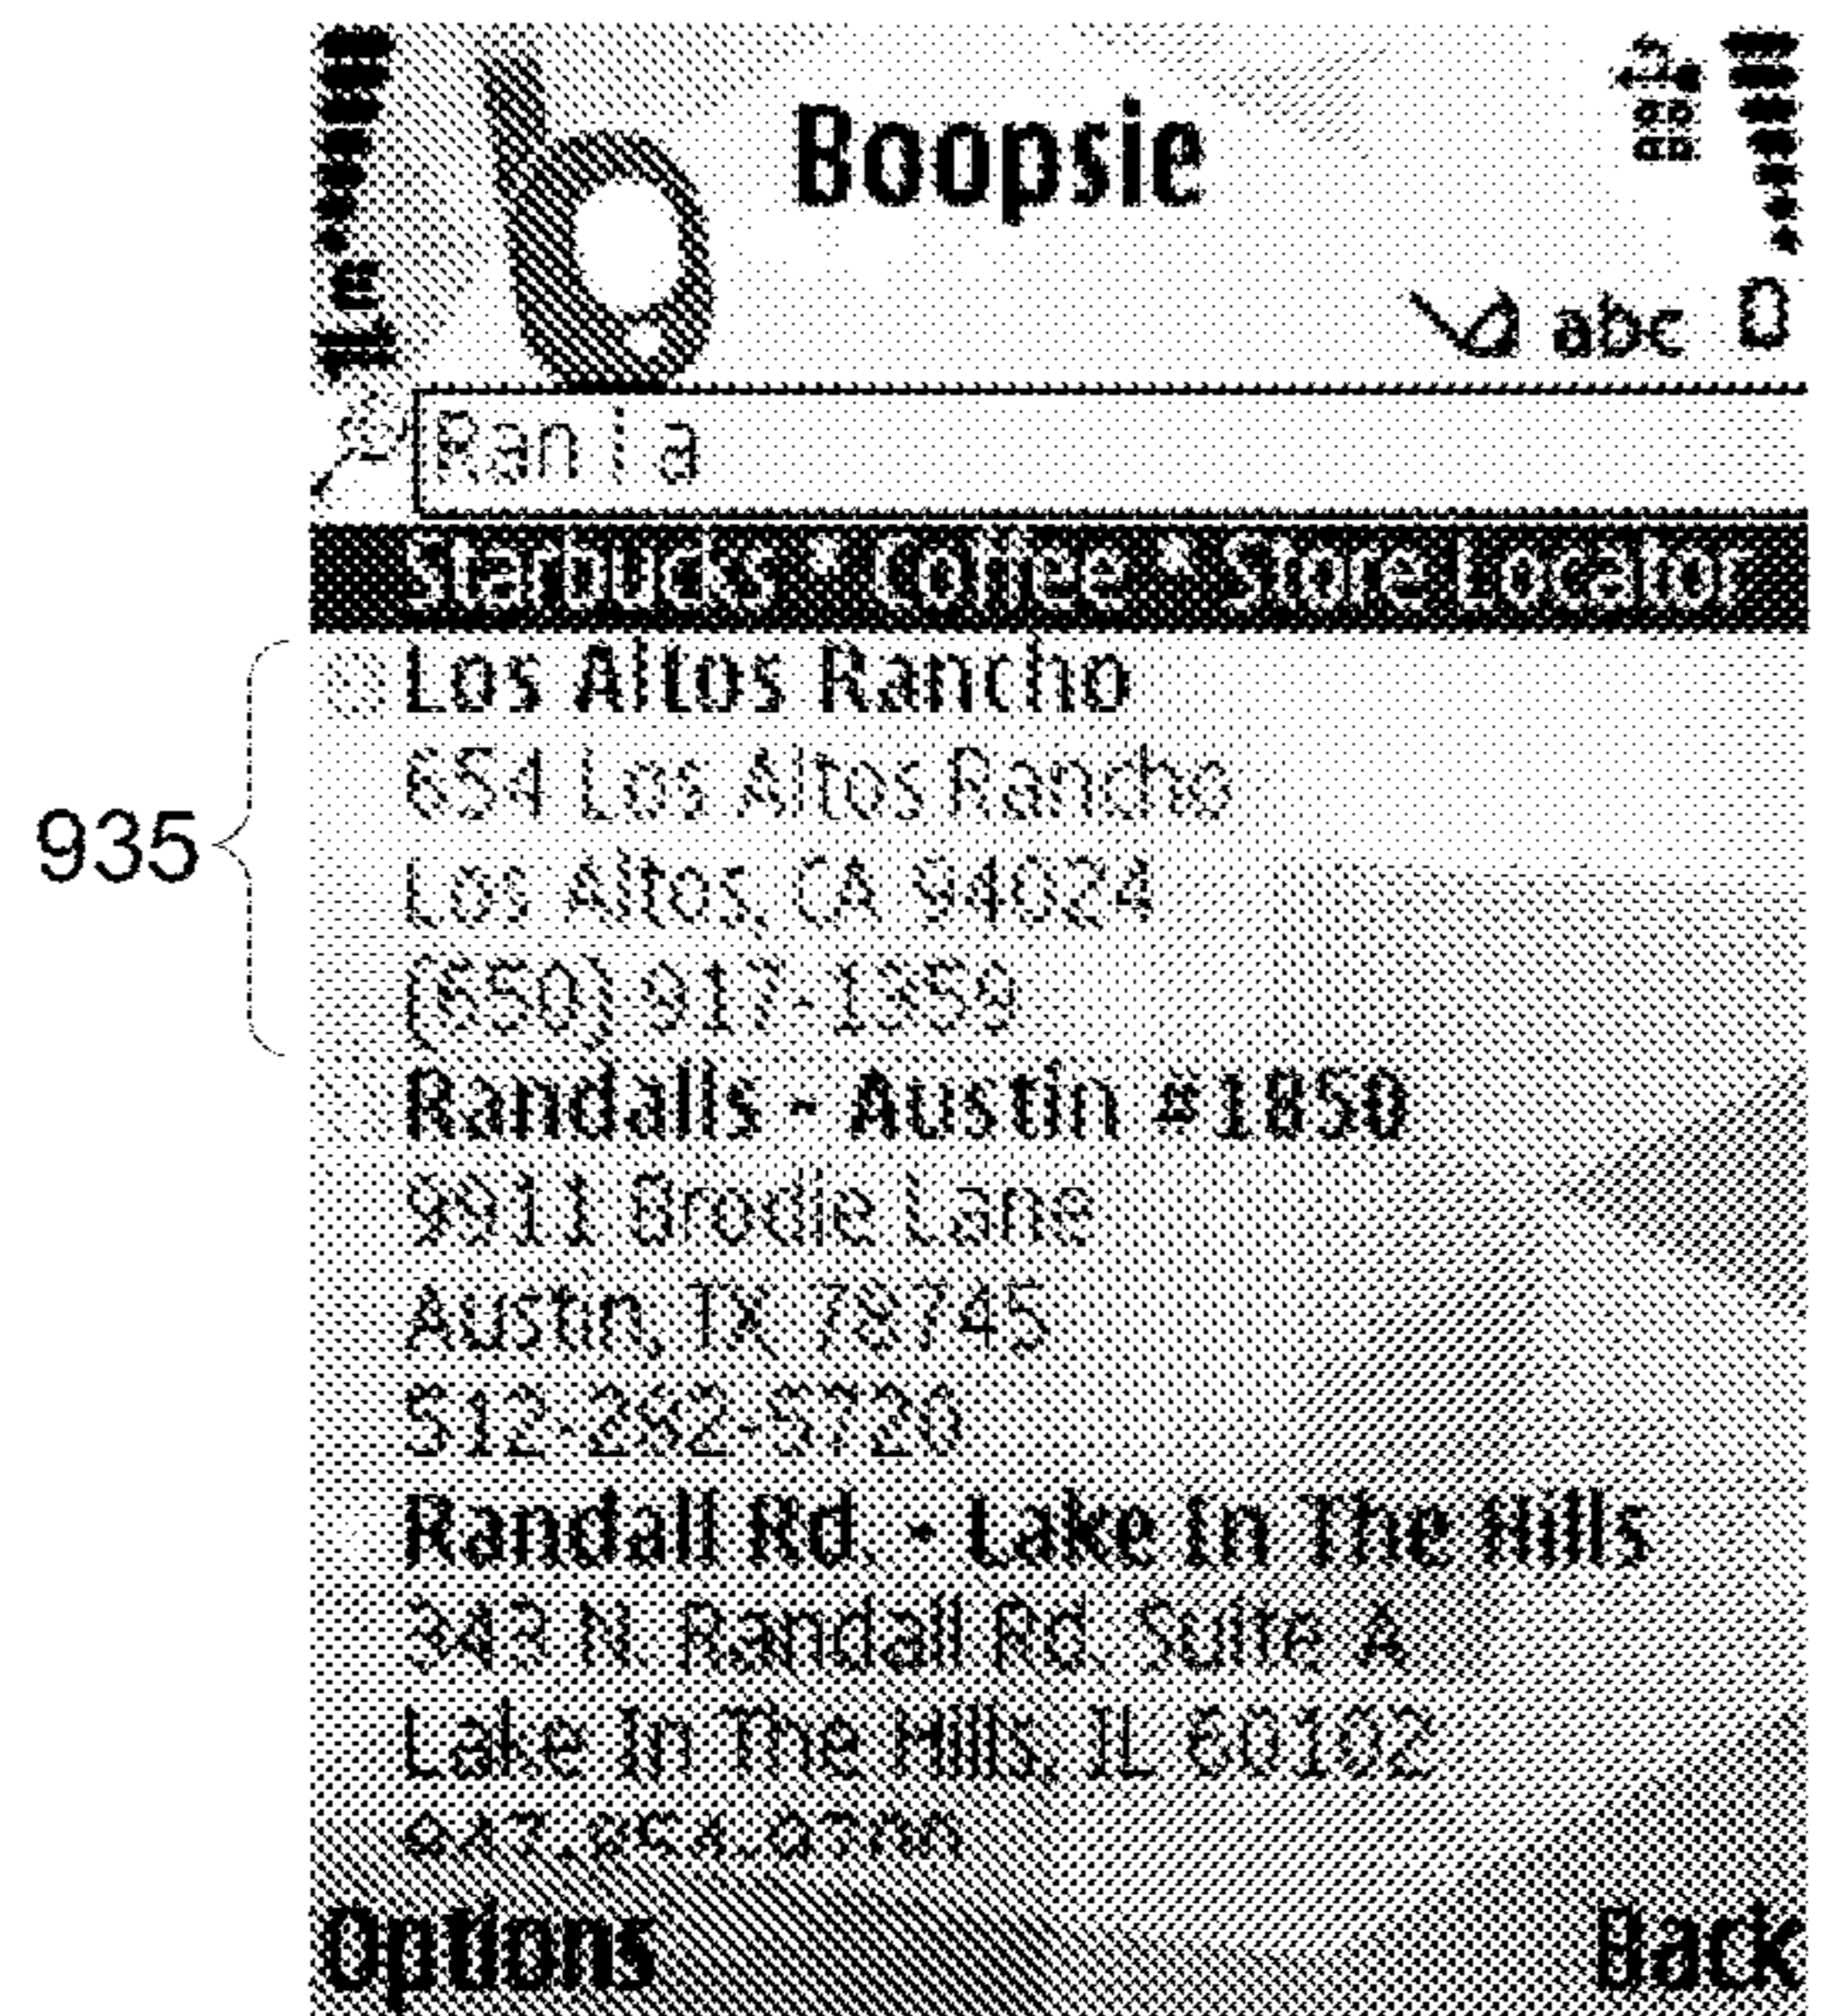 Boopsie
abc
Ran l a
Starbucks * Coffee * Store Locator
Los Altos Rancho
654 Los Altos Rancho
Los Altos, CA 94024
(650) 917-1359
935
Randalls - Austin #1850
9911 Brodie Lane
Austin, TX 78745
512-282-5720
Randall Rd. - Lake In The Hills
343 N. Randall Rd. Suite A
Lake In The Hills, IL 60102
Options
Back